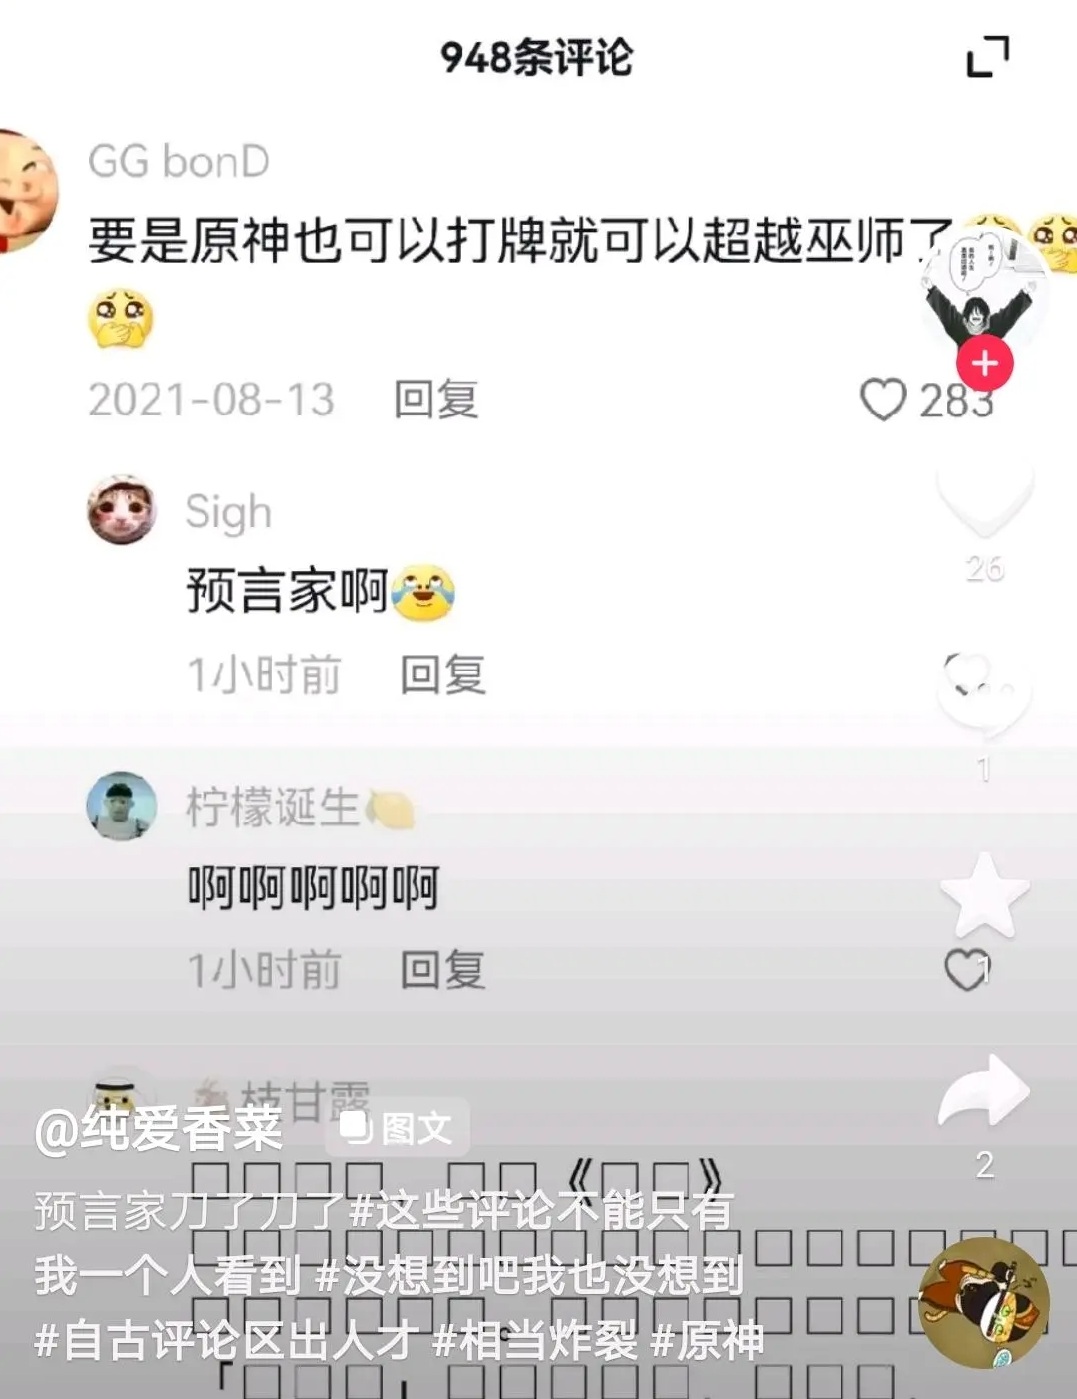 948条评论
GG bonD
要是原神也可以打牌就可以超越巫师了
2021-08-13 回复 283
Sigh
26
预言家啊
1小时前 回复
1
柠檬诞生
啊啊啊啊啊
1小时前 回复 1
枝甘露
@纯爱香菜 图文
2
预言家刀了刀了#这些评论不能只有
我一个人看到 #没想到吧我也没想到
#自古评论区出人才 #相当炸裂 #原神